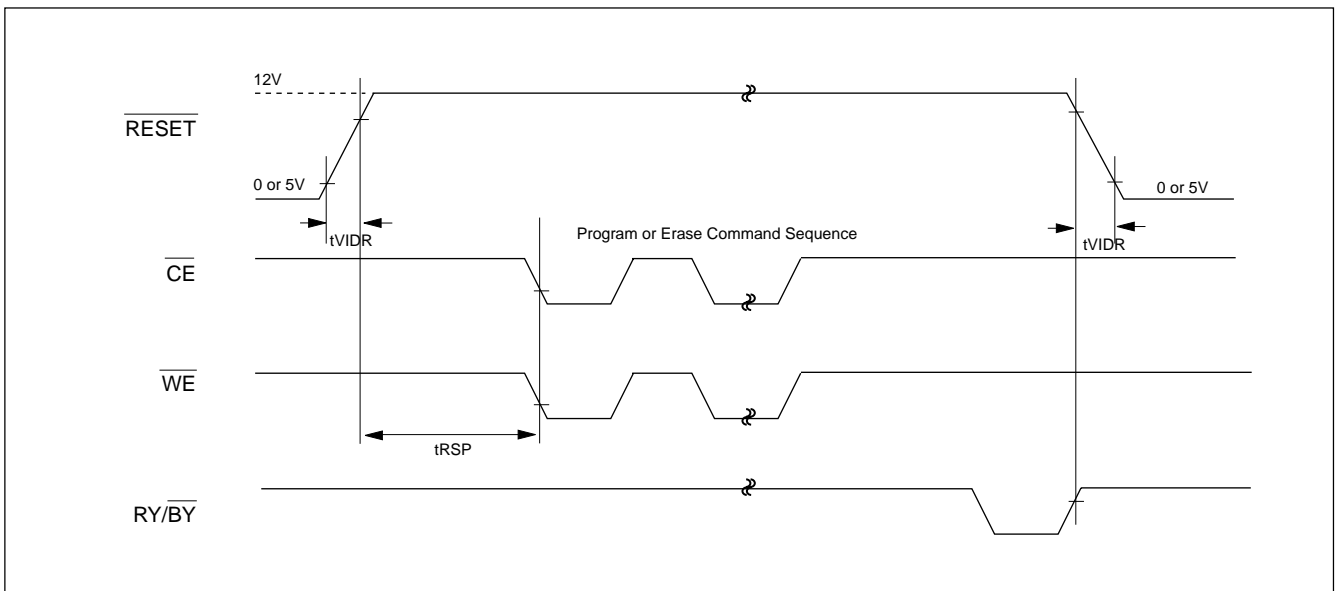 12V
RESET
0 or 5V
0 or 5V
tVIDR
Program or Erase Command Sequence
tVIDR
CE
WE
tRSP
RY/BY